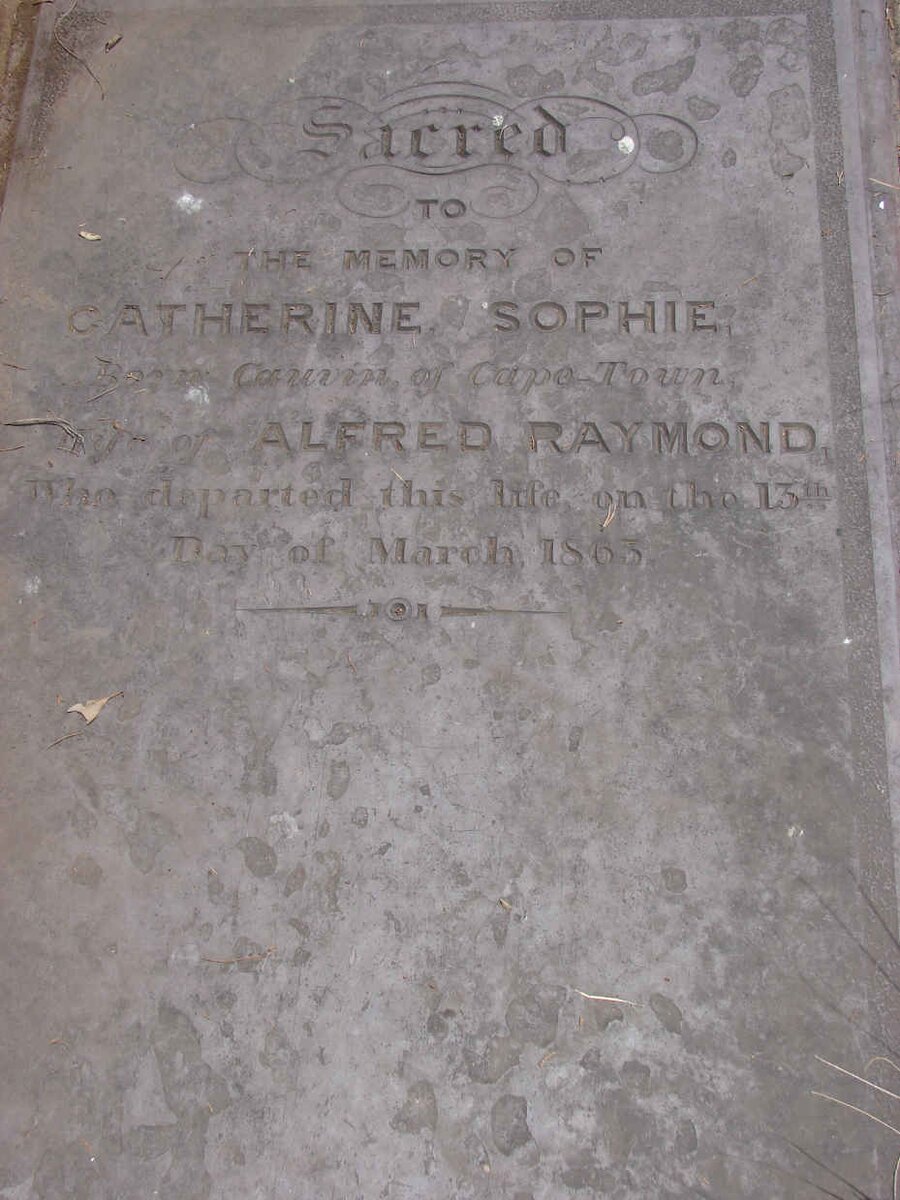 Sacred
TO
THE MEMORY OF
CATHERINE, SOPHIE,
Born Cauvin, of Cape-Town,
Wife of ALFRED RAYMOND,
Who departed this life, on the 13th
Day of March, 1863